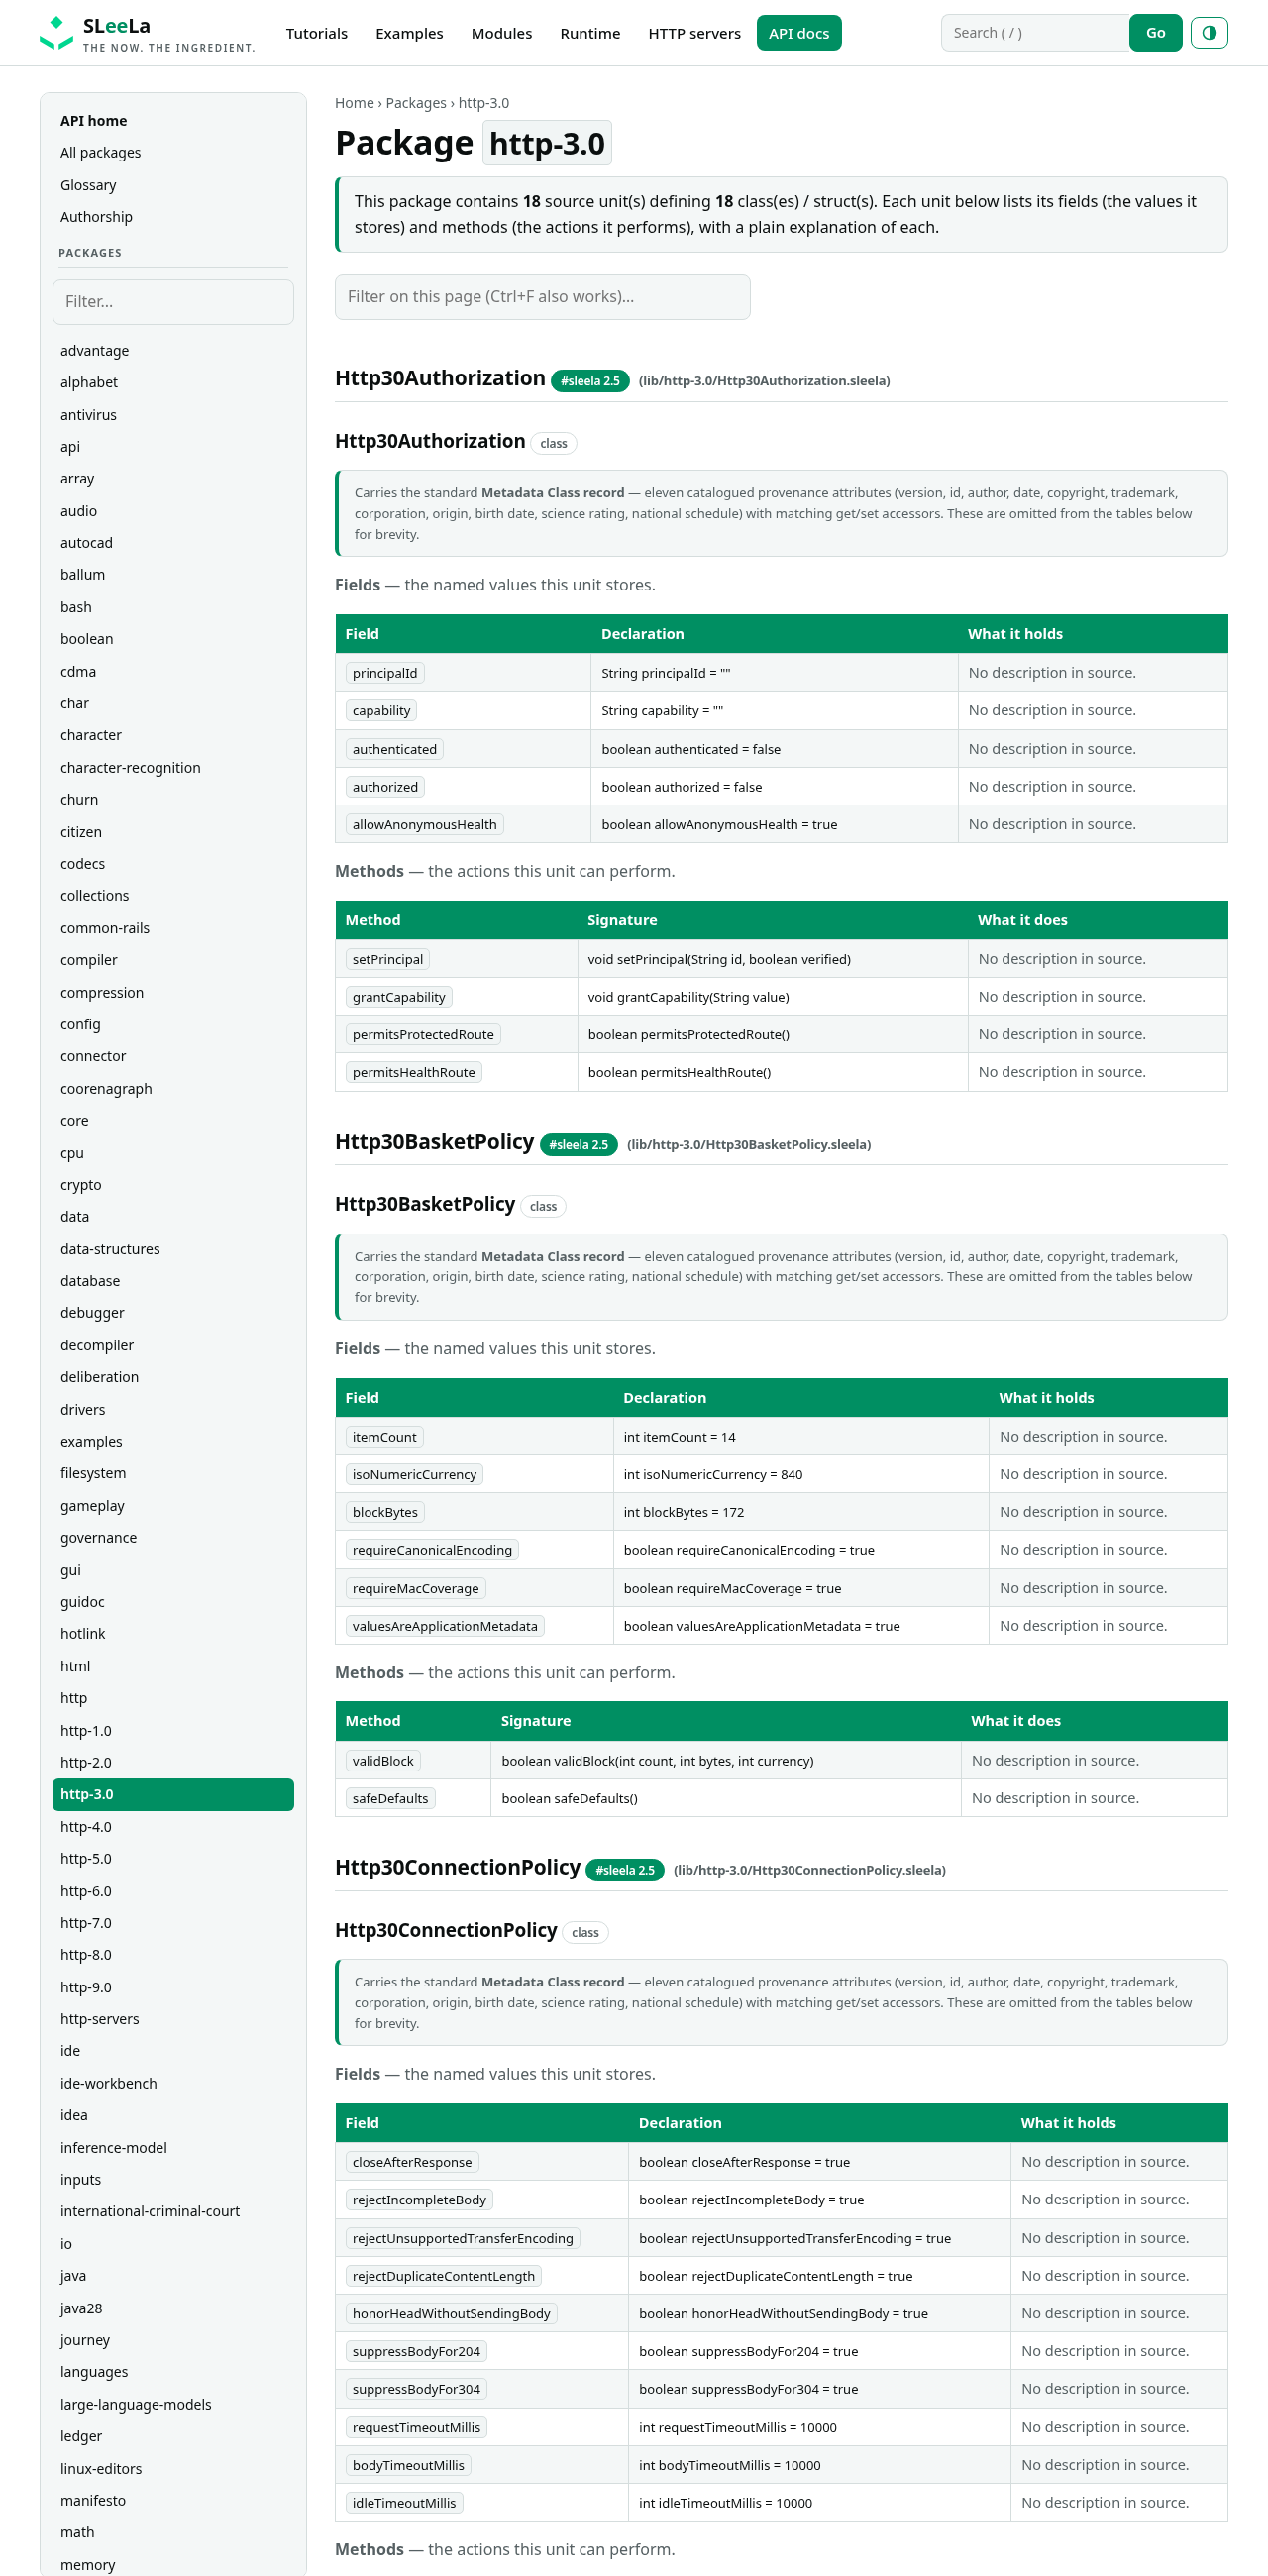 SLeeLa
THE NOW. THE INGREDIENT.
Tutorials
Examples
Modules
Runtime
HTTP servers
API docs
Search ( / )
Go
API home
All packages
Glossary
Authorship
PACKAGES
Filter...
advantage
alphabet
antivirus
api
array
audio
autocad
ballum
bash
boolean
cdma
char
character
character-recognition
churn
citizen
codecs
collections
common-rails
compiler
compression
config
connector
coorenagraph
core
cpu
crypto
data
data-structures
database
debugger
decompiler
deliberation
drivers
examples
filesystem
gameplay
governance
gui
guidoc
hotlink
html
http
http-1.0
http-2.0
http-3.0
http-4.0
http-5.0
http-6.0
http-7.0
http-8.0
http-9.0
http-servers
ide
ide-workbench
idea
inference-model
inputs
international-criminal-court
io
java
java28
journey
languages
large-language-models
ledger
linux-editors
manifesto
math
memory
Home › Packages › http-3.0
Package http-3.0
This package contains 18 source unit(s) defining 18 class(es) / struct(s). Each unit below lists its fields (the values it
stores) and methods (the actions it performs), with a plain explanation of each.
Filter on this page (Ctrl+F also works)...
Http30Authorization #sleela 2.5 (lib/http-3.0/Http30Authorization.sleela)
Http30Authorization class
Carries the standard Metadata Class record — eleven catalogued provenance attributes (version, id, author, date, copyright, trademark,
corporation, origin, birth date, science rating, national schedule) with matching get/set accessors. These are omitted from the tables below
for brevity.
Fields — the named values this unit stores.
Field Declaration What it holds
principalId String principalId = "" No description in source.
capability String capability = "" No description in source.
authenticated boolean authenticated = false No description in source.
authorized boolean authorized = false No description in source.
allowAnonymousHealth boolean allowAnonymousHealth = true No description in source.
Methods — the actions this unit can perform.
Method Signature What it does
setPrincipal void setPrincipal(String id, boolean verified) No description in source.
grantCapability void grantCapability(String value) No description in source.
permitsProtectedRoute boolean permitsProtectedRoute() No description in source.
permitsHealthRoute boolean permitsHealthRoute() No description in source.
Http30BasketPolicy #sleela 2.5 (lib/http-3.0/Http30BasketPolicy.sleela)
Http30BasketPolicy class
Carries the standard Metadata Class record — eleven catalogued provenance attributes (version, id, author, date, copyright, trademark,
corporation, origin, birth date, science rating, national schedule) with matching get/set accessors. These are omitted from the tables below
for brevity.
Fields — the named values this unit stores.
Field Declaration What it holds
itemCount int itemCount = 14 No description in source.
isoNumericCurrency int isoNumericCurrency = 840 No description in source.
blockBytes int blockBytes = 172 No description in source.
requireCanonicalEncoding boolean requireCanonicalEncoding = true No description in source.
requireMacCoverage boolean requireMacCoverage = true No description in source.
valuesAreApplicationMetadata boolean valuesAreApplicationMetadata = true No description in source.
Methods — the actions this unit can perform.
Method Signature What it does
validBlock boolean validBlock(int count, int bytes, int currency) No description in source.
safeDefaults boolean safeDefaults() No description in source.
Http30ConnectionPolicy #sleela 2.5 (lib/http-3.0/Http30ConnectionPolicy.sleela)
Http30ConnectionPolicy class
Carries the standard Metadata Class record — eleven catalogued provenance attributes (version, id, author, date, copyright, trademark,
corporation, origin, birth date, science rating, national schedule) with matching get/set accessors. These are omitted from the tables below
for brevity.
Fields — the named values this unit stores.
Field Declaration What it holds
closeAfterResponse boolean closeAfterResponse = true No description in source.
rejectIncompleteBody boolean rejectIncompleteBody = true No description in source.
rejectUnsupportedTransferEncoding boolean rejectUnsupportedTransferEncoding = true No description in source.
rejectDuplicateContentLength boolean rejectDuplicateContentLength = true No description in source.
honorHeadWithoutSendingBody boolean honorHeadWithoutSendingBody = true No description in source.
suppressBodyFor204 boolean suppressBodyFor204 = true No description in source.
suppressBodyFor304 boolean suppressBodyFor304 = true No description in source.
requestTimeoutMillis int requestTimeoutMillis = 10000 No description in source.
bodyTimeoutMillis int bodyTimeoutMillis = 10000 No description in source.
idleTimeoutMillis int idleTimeoutMillis = 10000 No description in source.
Methods — the actions this unit can perform.